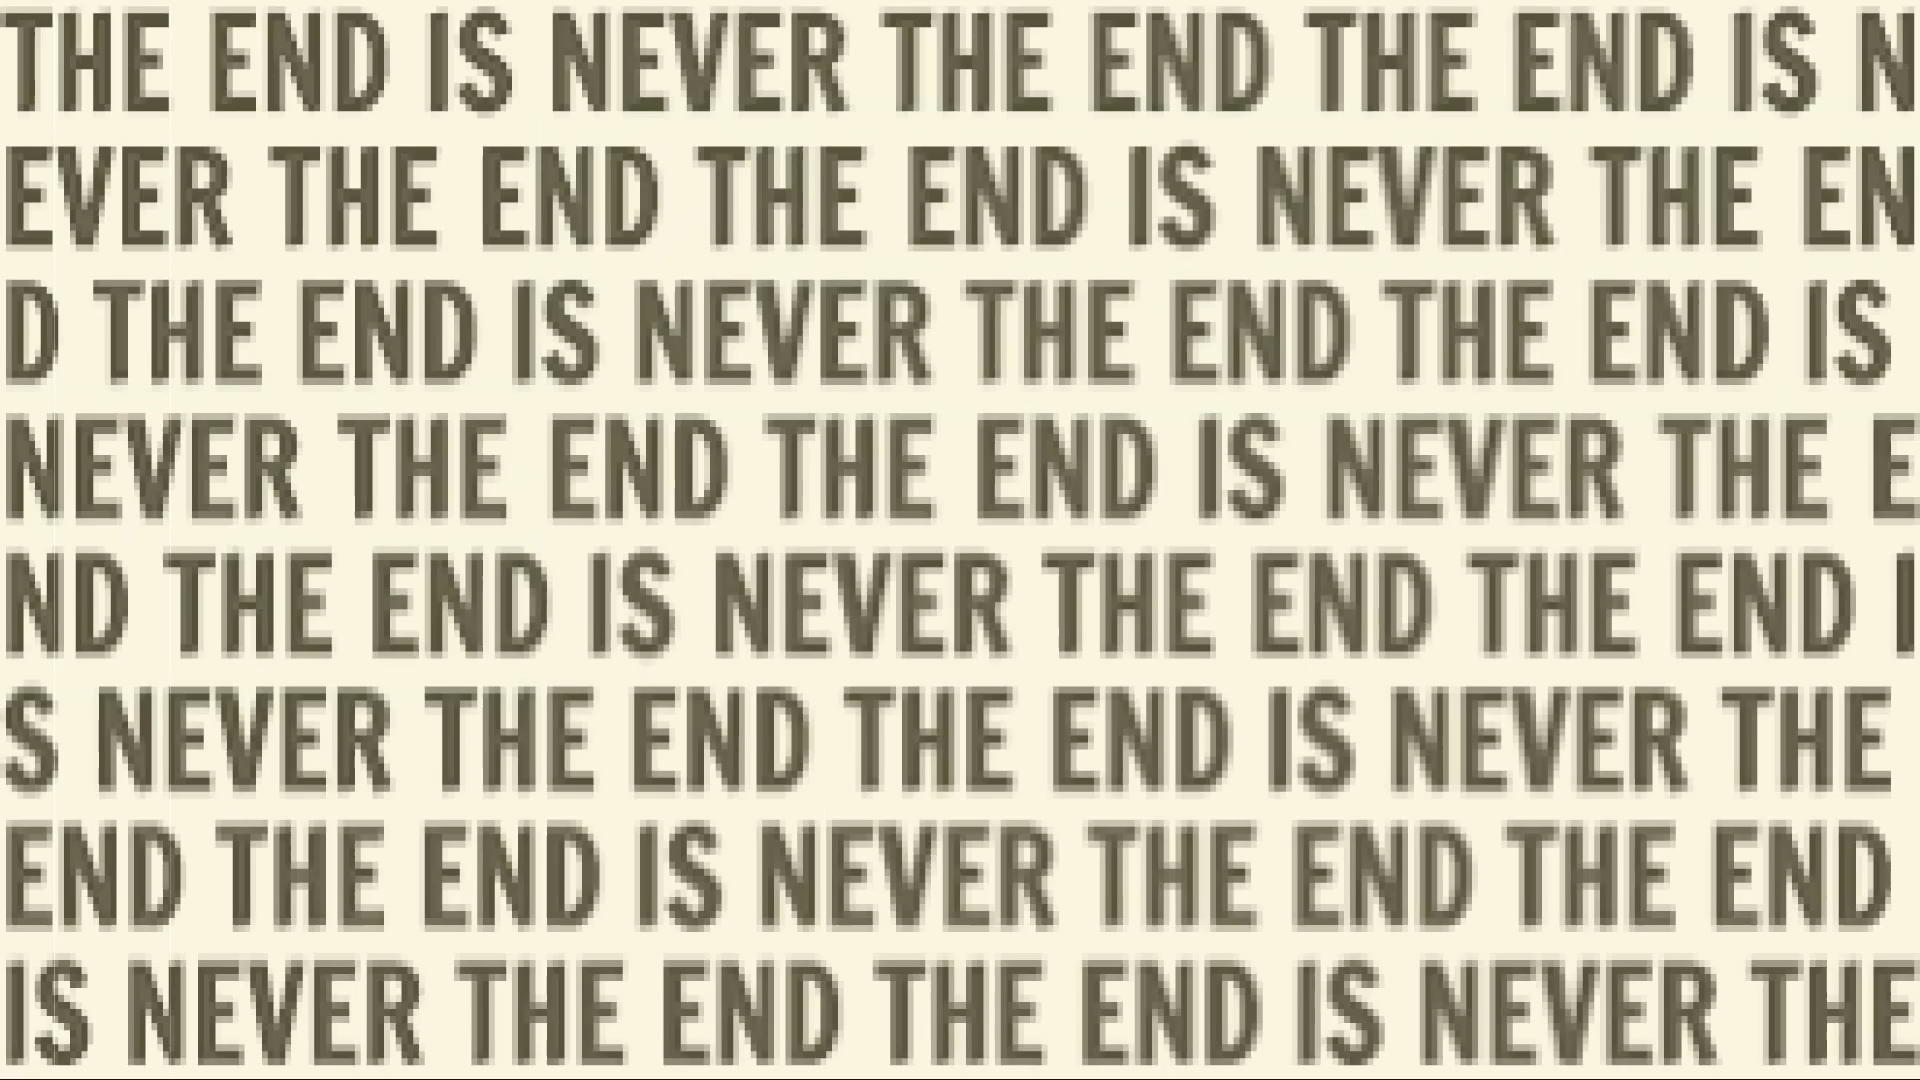 THE END IS NEVER THE END THE END IS N
EVER THE END THE END IS NEVER THE EN
D THE END IS NEVER THE END THE END IS
NEVER THE END THE END IS NEVER THE E
ND THE END IS NEVER THE END THE END I
S NEVER THE END THE END IS NEVER THE
END THE END IS NEVER THE END THE END
IS NEVER THE END THE END IS NEVER THE